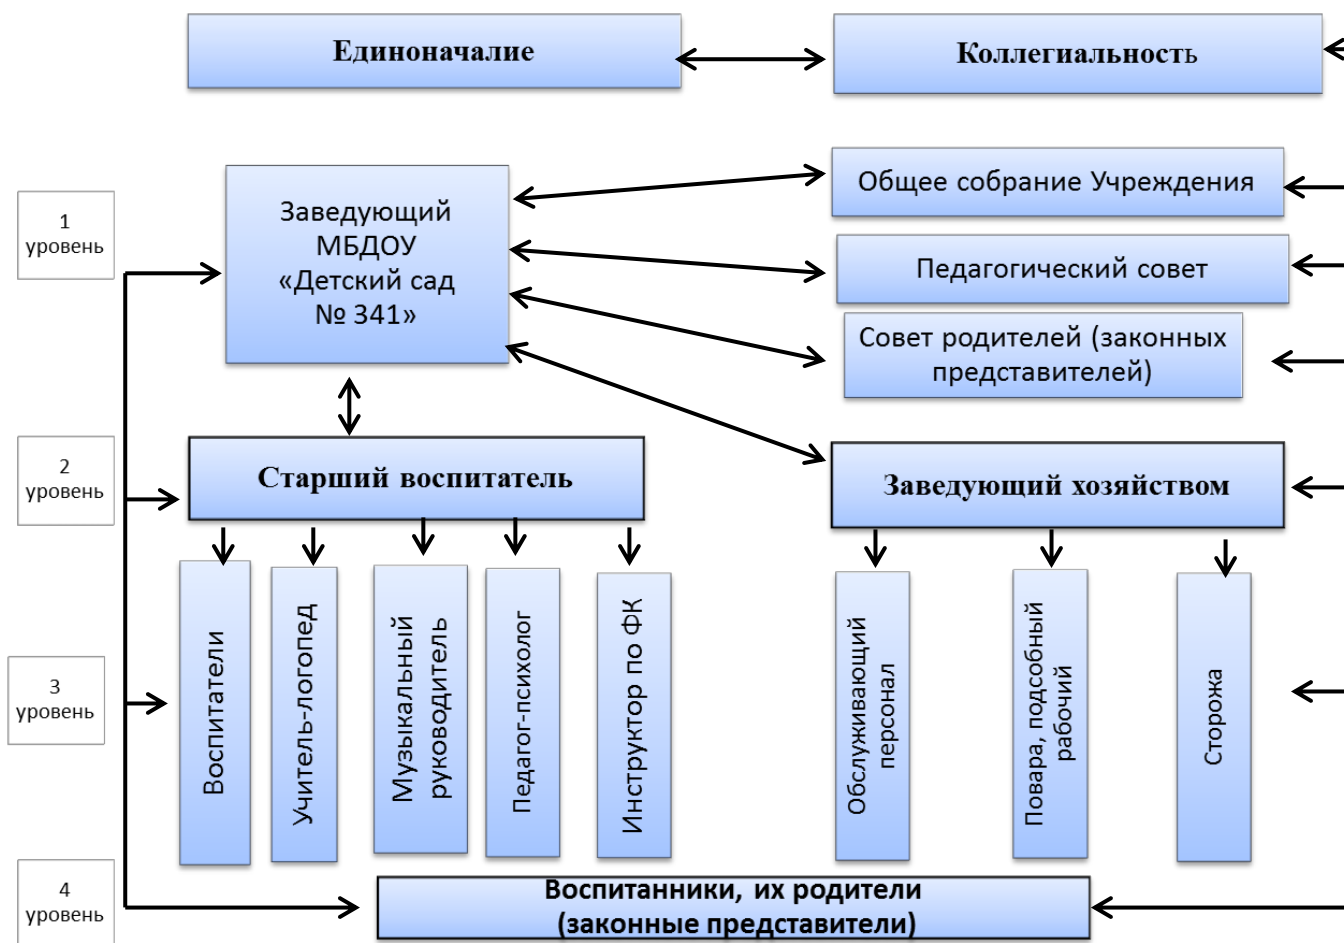 Единоначалие
Коллегиальность
1
уровень
Заведующий
МБДОУ
«Детский сад
№ 341»
Общее собрание Учреждения
Педагогический совет
Совет родителей (законных
представителей)
2
уровень
Старший воспитатель
Заведующий хозяйством
3
уровень
Воспитатели
Учитель-логопед
Музыкальный
руководитель
Педагог-психолог
Инструктор по ФК
Обслуживающий
персонал
Повара, подсобный
рабочий
Сторожа
4
уровень
Воспитанники, их родители
(законные представители)